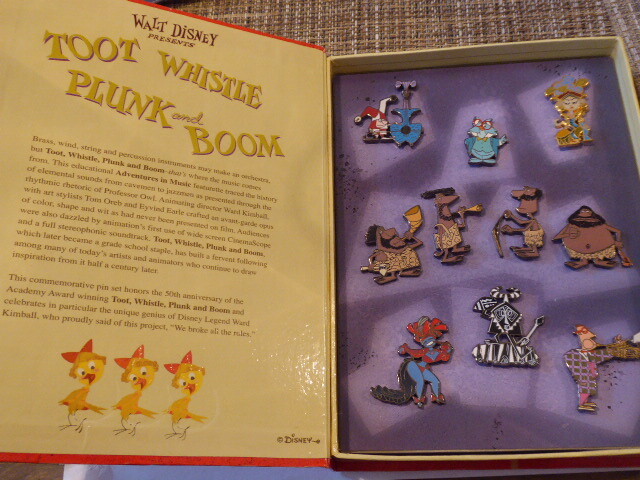 WALT DISNEY
PRESENTS
TOOT WHISTLE
PLUNK and
BOOM
Brass, wind, string and percussion instruments may make an orchestra,
but Toot, Whistle, Plunk and Boom—that's where the music comes
from. This educational Adventures in Music featurette traced the history
of elemental sounds from cavemen to jazzmen as presented through the
rhythmic rhetoric of Professor Owl. Animating director Ward Kimball,
with art stylists Tom Oreb and Eyvind Earle crafted an avant-garde opus
of color, shape and wit as had never been presented on film. Audiences
were also dazzled by animation's first use of wide screen CinemaScope
and a full stereophonic soundtrack. Toot, Whistle, Plunk and Boom,
which later became a grade school staple, has built a fervent following
among many of today's artists and animators who continue to draw
inspiration from it half a century later.
This commemorative pin set honors the 50th anniversary of the
Academy Award winning Toot, Whistle, Plunk and Boom and
celebrates in particular the unique genius of Disney Legend Ward
Kimball, who proudly said of this project, "We broke all the rules."
© DISNEY